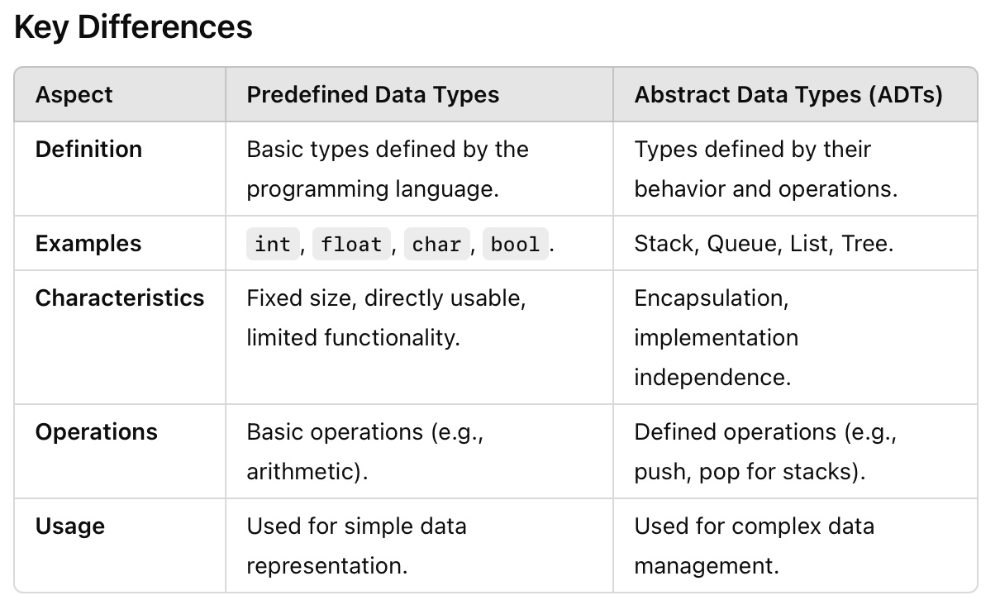 Key Differences
Aspect
Predefined Data Types
Abstract Data Types (ADTs)
Definition
Basic types defined by the
programming language.
Types defined by their
behavior and operations.
Examples
int, float, char, bool.
Stack, Queue, List, Tree.
Characteristics
Fixed size, directly usable,
limited functionality.
Encapsulation,
implementation
independence.
Operations
Basic operations (e.g.,
arithmetic).
Defined operations (e.g.,
push, pop for stacks).
Usage
Used for simple data
representation.
Used for complex data
management.